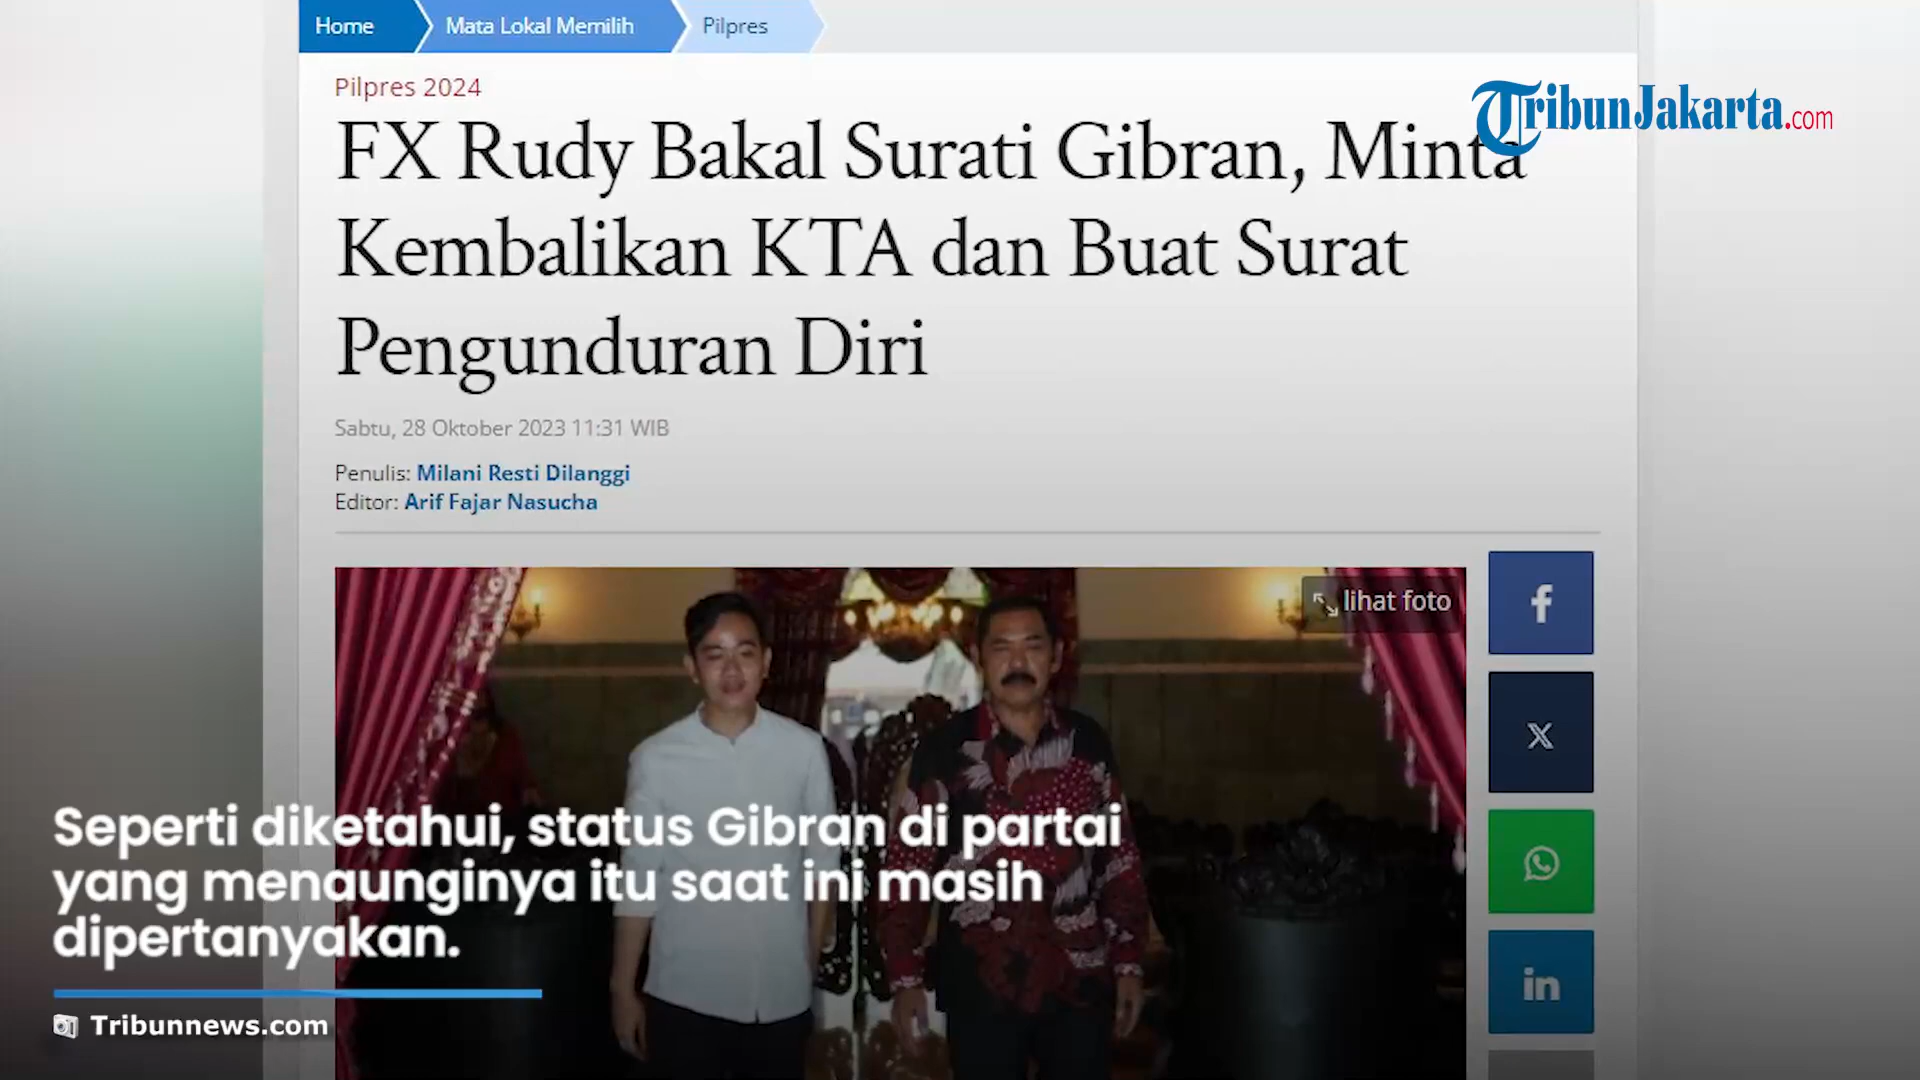 Home
Mata Lokal Memilih
Pilpres
Pilpres 2024
TribunJakarta.com
FX Rudy Bakal Surati Gibran, Minta
Kembalikan KTA dan Buat Surat
Pengunduran Diri
Sabtu, 28 Oktober 2023 11:31 WIB
Penulis: Milani Resti Dilanggi
Editor: Arif Fajar Nasucha
lihat foto
f
X
in
Seperti diketahui, status Gibran di partai
yang menaunginya itu saat ini masih
dipertanyakan.
Tribunnews.com